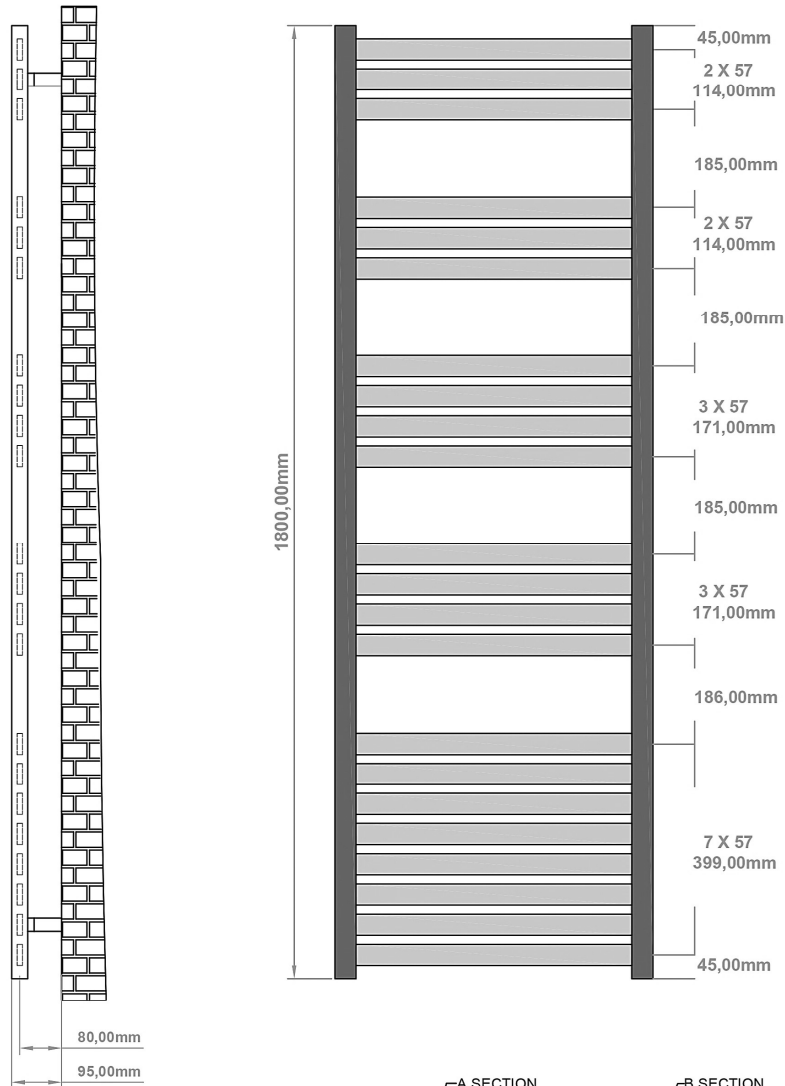 45,00mm
2 X 57
114,00mm
185,00mm
2 X 57
114,00mm
185,00mm
3 X 57
171,00mm
185,00mm
3 X 57
171,00mm
186,00mm
7 X 57
399,00mm
45,00mm
1800,00mm
80,00mm
95,00mm
A SECTION
B SECTION